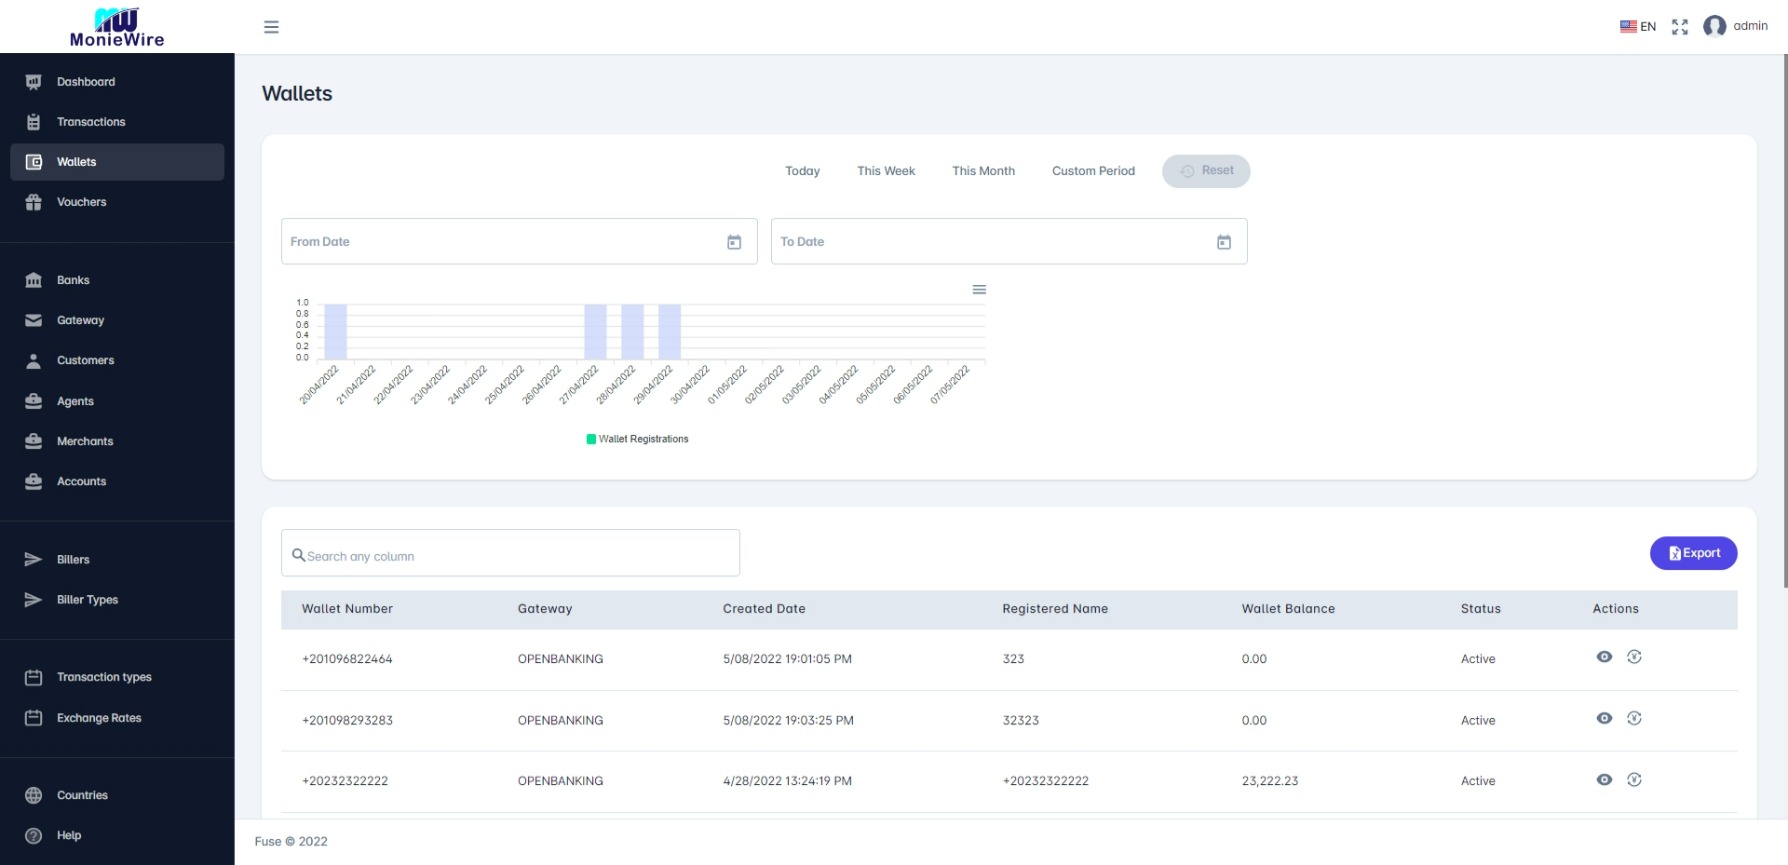 MW
MonieWire
EN
admin
Dashboard
Transactions
Wallets
Vouchers
Banks
Gateway
Customers
Agents
Merchants
Accounts
Billers
Biller Types
Transaction types
Exchange Rates
Countries
Help
Wallets
Today This Week This Month Custom Period Reset
From Date To Date
1.0
0.8
0.6
0.4
0.2
0.0
20/04/2022 21/04/2022 22/04/2022 23/04/2022 24/04/2022 25/04/2022 26/04/2022 27/04/2022 28/04/2022 29/04/2022 30/04/2022 01/05/2022 02/05/2022 03/05/2022 04/05/2022 05/05/2022 06/05/2022 07/05/2022
Wallet Registrations
Search any column
Export
Wallet Number Gateway Created Date Registered Name Wallet Balance Status Actions
+201096822464 OPENBANKING 5/08/2022 19:01:05 PM 323 0.00 Active
+201098293283 OPENBANKING 5/08/2022 19:03:25 PM 32323 0.00 Active
+20232322222 OPENBANKING 4/28/2022 13:24:19 PM +20232322222 23,222.23 Active
Fuse © 2022